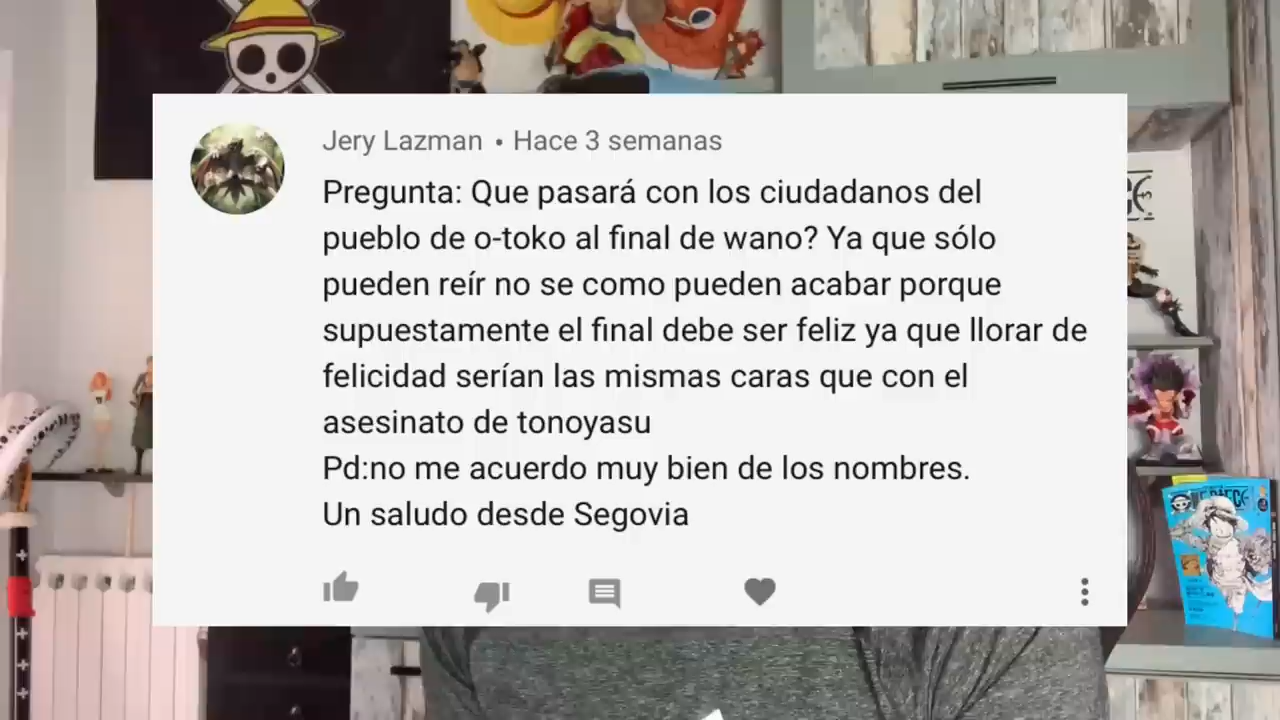 Jery Lazman • Hace 3 semanas
Pregunta: Que pasará con los ciudadanos del
pueblo de o-toko al final de wano? Ya que sólo
pueden reír no se como pueden acabar porque
supuestamente el final debe ser feliz ya que llorar de
felicidad serían las mismas caras que con el
asesinato de tonoyasu
Pd:no me acuerdo muy bien de los nombres.
Un saludo desde Segovia